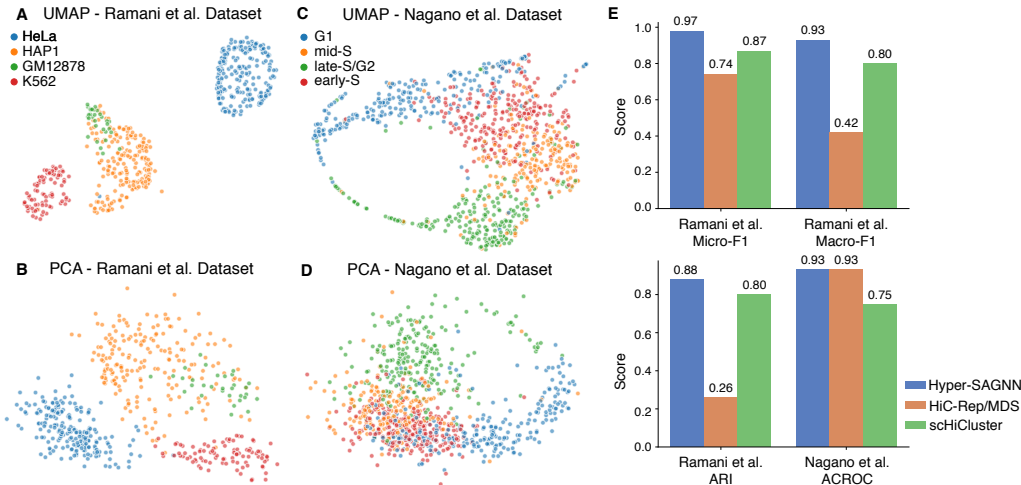 A UMAP - Ramani et al. Dataset
HeLa
HAP1
GM12878
K562
B PCA - Ramani et al. Dataset
C UMAP - Nagano et al. Dataset
G1
mid-S
late-S/G2
early-S
D PCA - Nagano et al. Dataset
E
Score
1.0
0.8
0.6
0.4
0.2
0.0
0.97
0.74
0.87
0.93
0.42
0.80
Ramani et al.
Micro-F1
Ramani et al.
Macro-F1
Score
0.8
0.6
0.4
0.2
0.0
0.88
0.26
0.80
0.93
0.93
0.75
Ramani et al.
ARI
Nagano et al.
ACROC
Hyper-SAGNN
HiC-Rep/MDS
scHiCluster